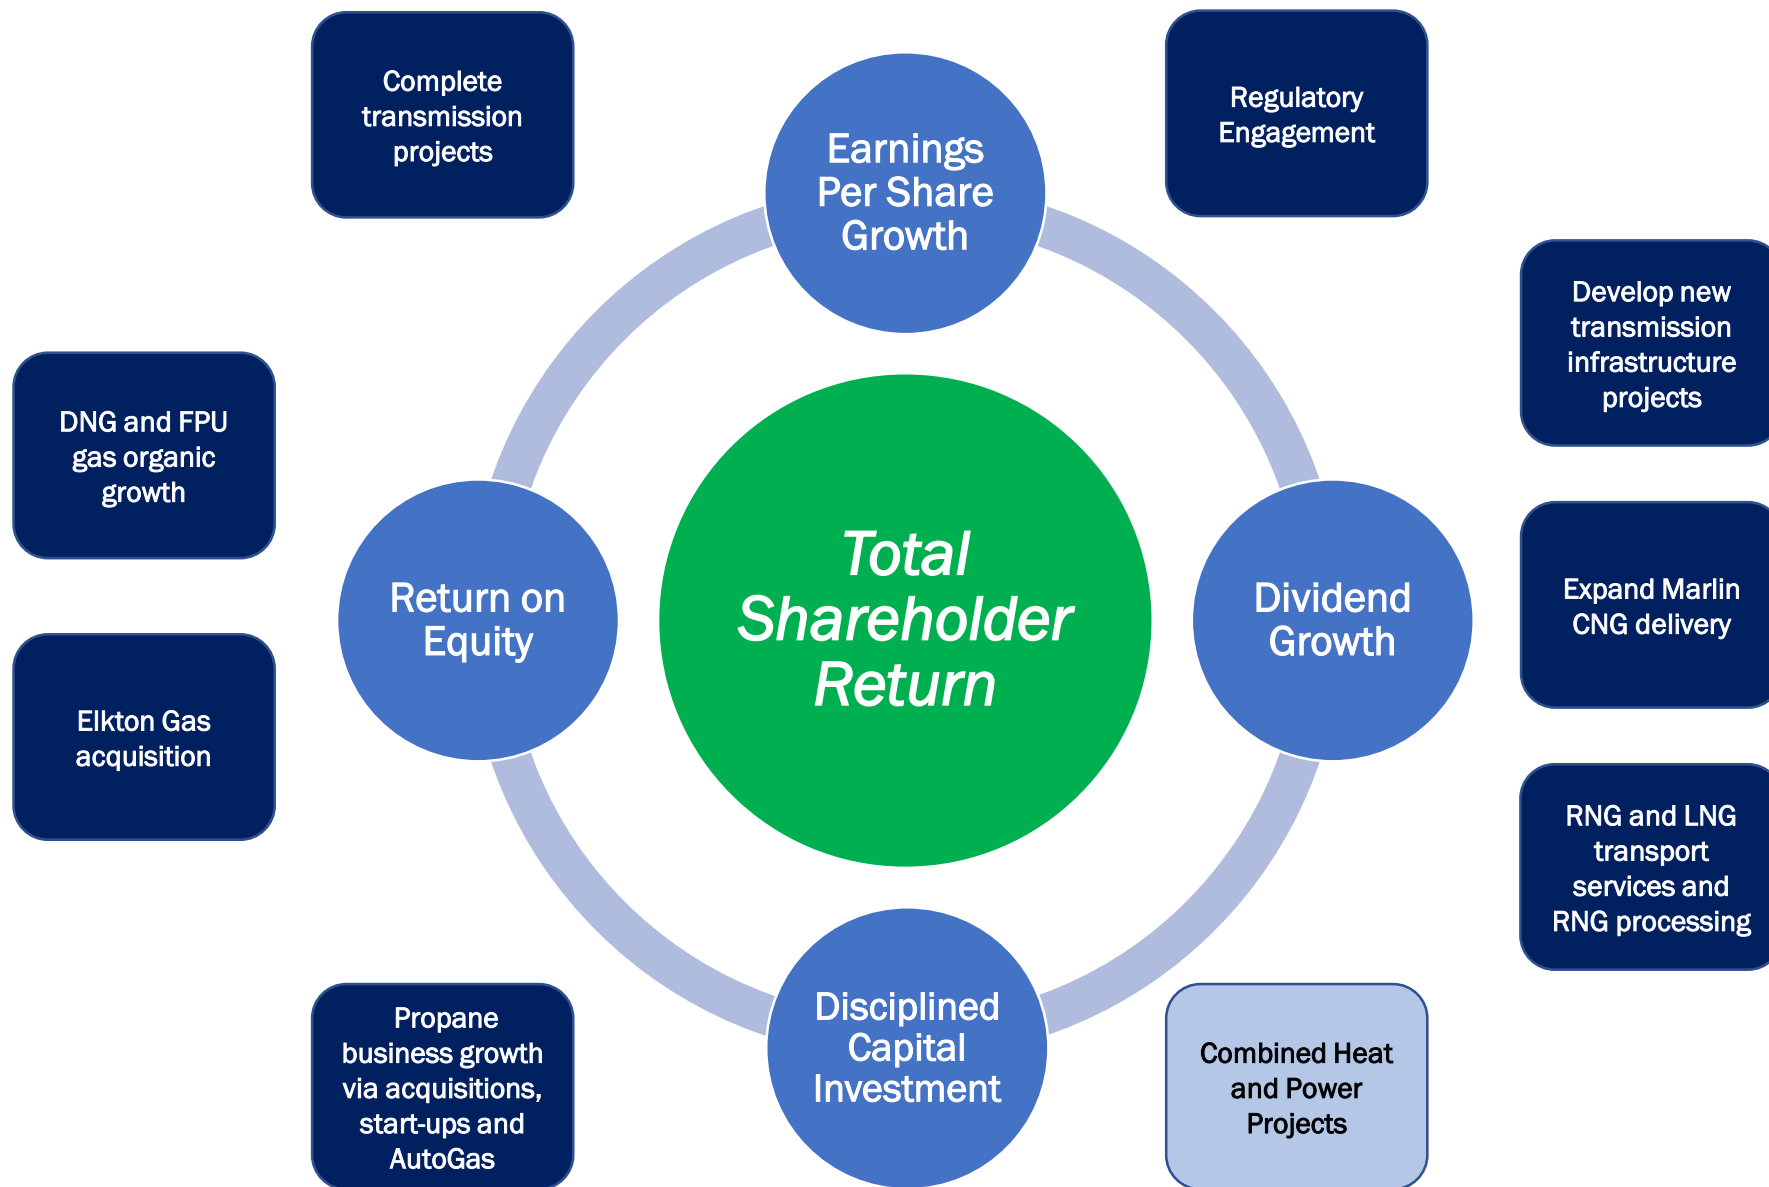 Complete
transmission
projects
Regulatory
Engagement
Earnings
Per Share
Growth
Develop new
transmission
infrastructure
projects
DNG and FPU
gas organic
growth
Total
Shareholder
Return
Return on
Equity
Dividend
Growth
Expand Marlin
CNG delivery
Elkton Gas
acquisition
RNG and LNG
transport
services and
RNG processing
Propane
business growth
via acquisitions,
start-ups and
AutoGas
Disciplined
Capital
Investment
Combined Heat
and Power
Projects